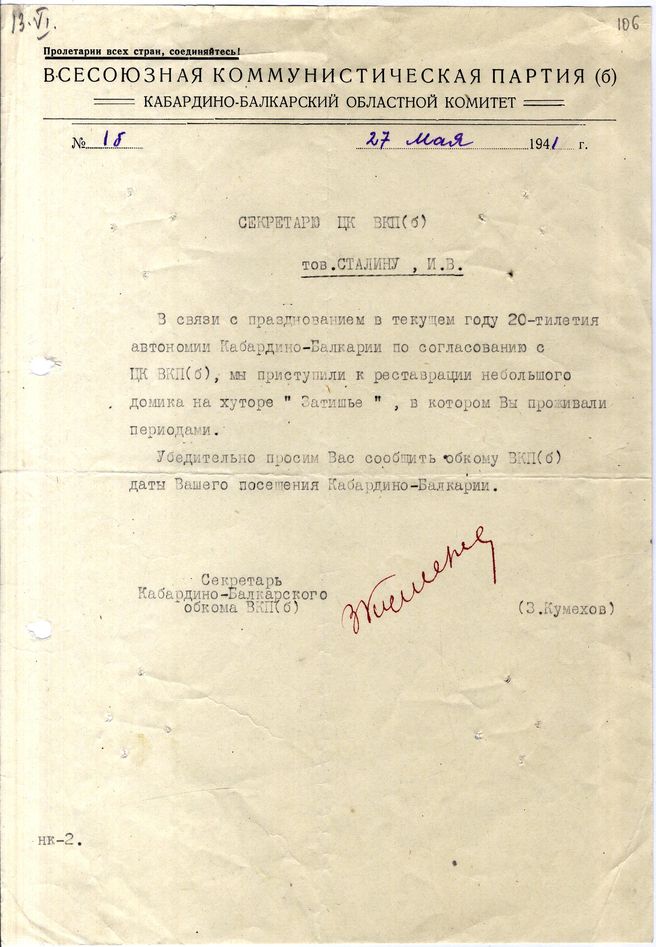 13.VI.
106
Пролетарии всех стран, соединяйтесь!
ВСЕСОЮЗНАЯ КОММУНИСТИЧЕСКАЯ ПАРТИЯ (б)
КАБАРДИНО-БАЛКАРСКИЙ ОБЛАСТНОЙ КОМИТЕТ
№ 1б 27 Мая 1941 г.
СЕКРЕТАРЮ ЦК ВКП(б)
тов.СТАЛИНУ , И.В.
В связи с празднованием в текущем году 20-тилетия
автономии Кабардино-Балкарии по согласованию с
ЦК ВКП(б), мы приступили к реставрации небольшого
домика на хуторе " Затишье " , в котором Вы проживали
периодами.
Убедительно просим Вас сообщить обкому ВКП(б)
даты Вашего посещения Кабардино-Балкарии.
Секретарь
Кабардино-Балкарского
обкома ВКП(б)
(З.Кумехов)
нк-2.